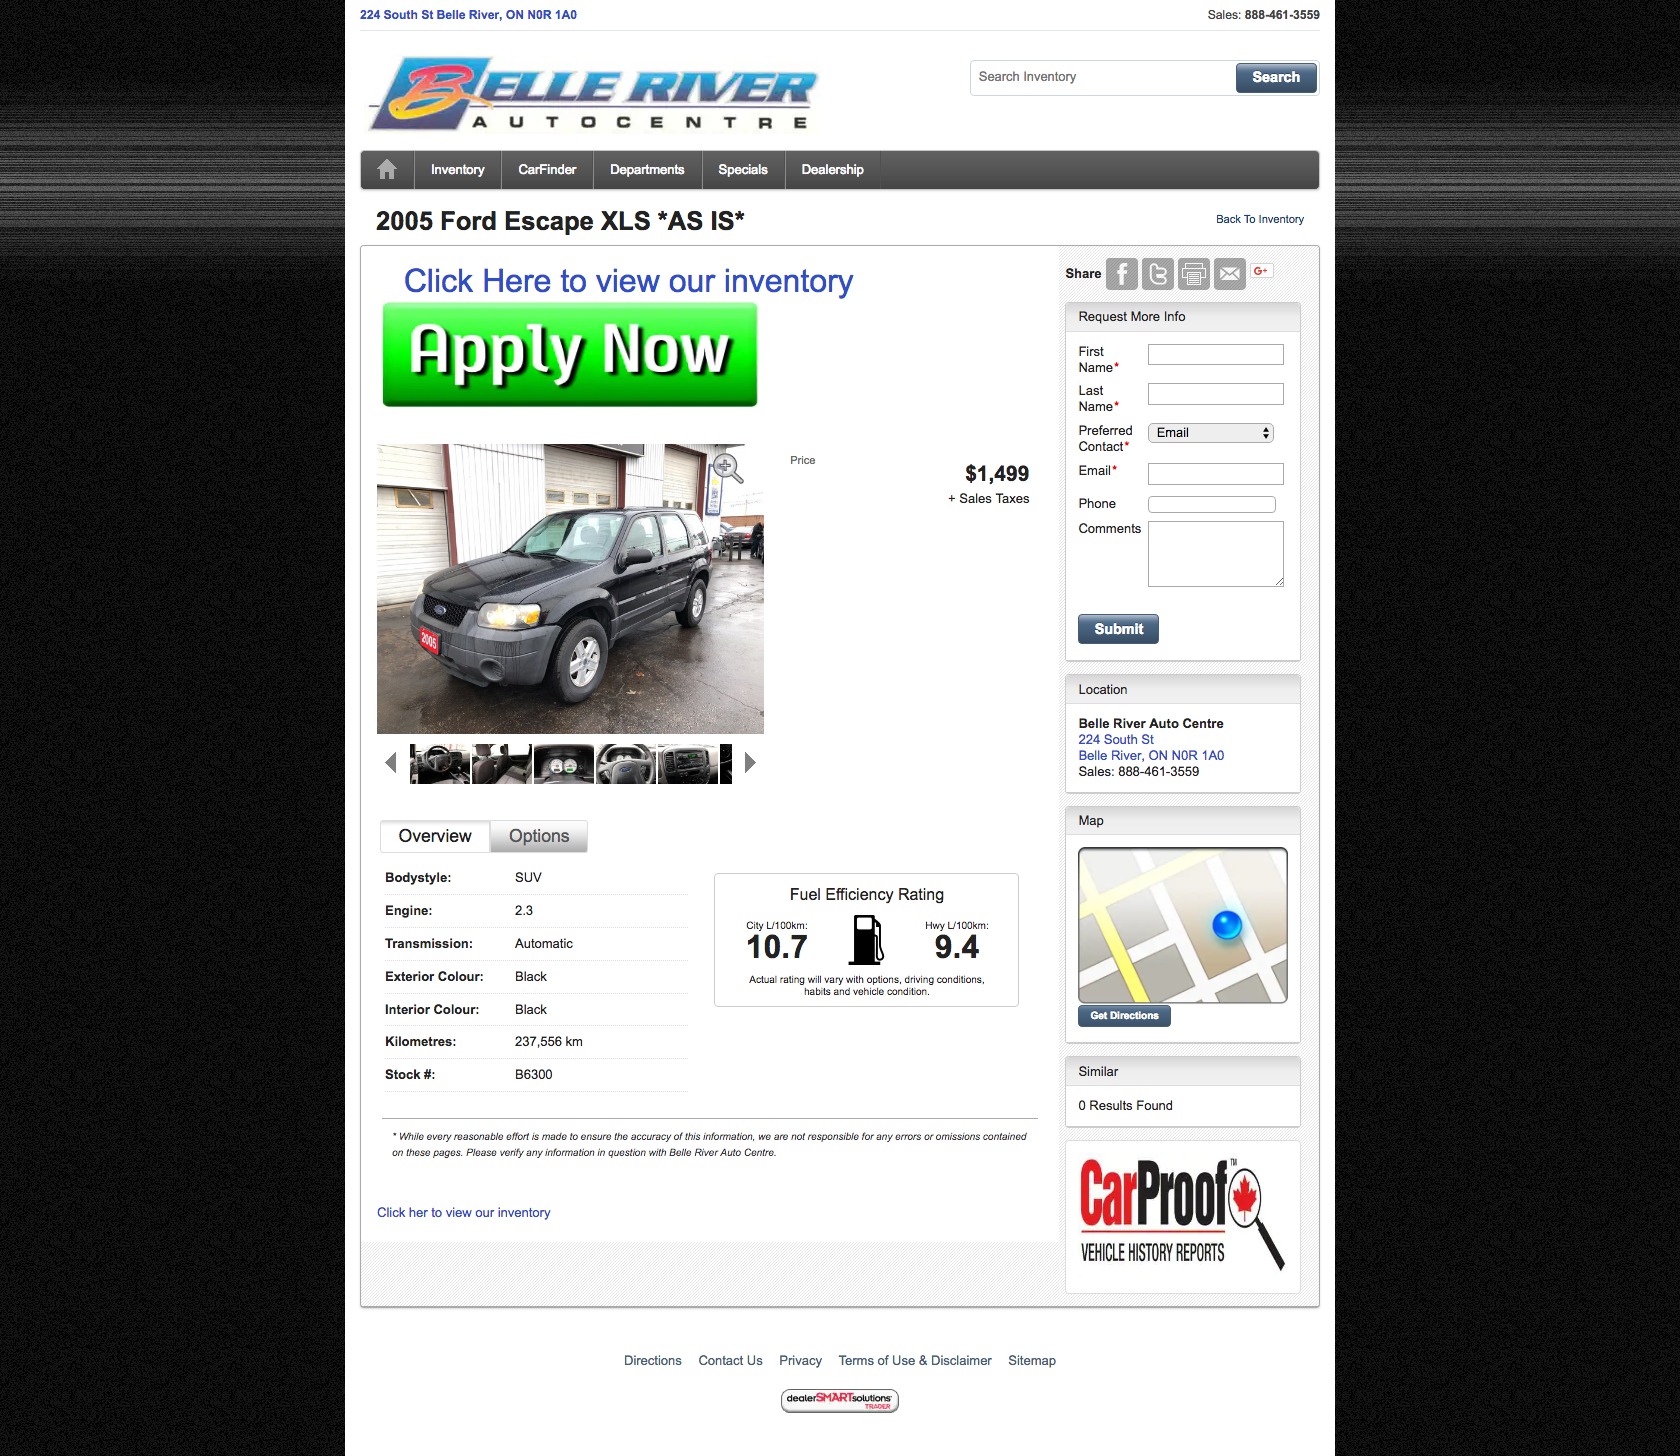 224 South St Belle River, ON N0R 1A0
Sales: 888-461-3559
BELLE RIVER
AUTOCENTRE
Search Inventory
Search
Inventory CarFinder Departments Specials Dealership
2005 Ford Escape XLS *AS IS*
Back To Inventory
Click Here to view our inventory
Apply Now
Price
$1,499
+ Sales Taxes
2005
Overview Options
Bodystyle: SUV
Engine: 2.3
Transmission: Automatic
Exterior Colour: Black
Interior Colour: Black
Kilometres: 237,556 km
Stock #: B6300
Fuel Efficiency Rating
City L/100km: Hwy L/100km:
10.7 9.4
Actual rating will vary with options, driving conditions,
habits and vehicle condition.
* While every reasonable effort is made to ensure the accuracy of this information, we are not responsible for any errors or omissions contained
on these pages. Please verify any information in question with Belle River Auto Centre.
Click her to view our inventory
Share f t G+
Request More Info
First
Name*
Last
Name*
Preferred
Contact*
Email
Email*
Phone
Comments
Submit
Location
Belle River Auto Centre
224 South St
Belle River, ON N0R 1A0
Sales: 888-461-3559
Map
Get Directions
Similar
0 Results Found
CarProof™
VEHICLE HISTORY REPORTS
Directions Contact Us Privacy Terms of Use & Disclaimer Sitemap
dealerSMARTsolutions
TRADER